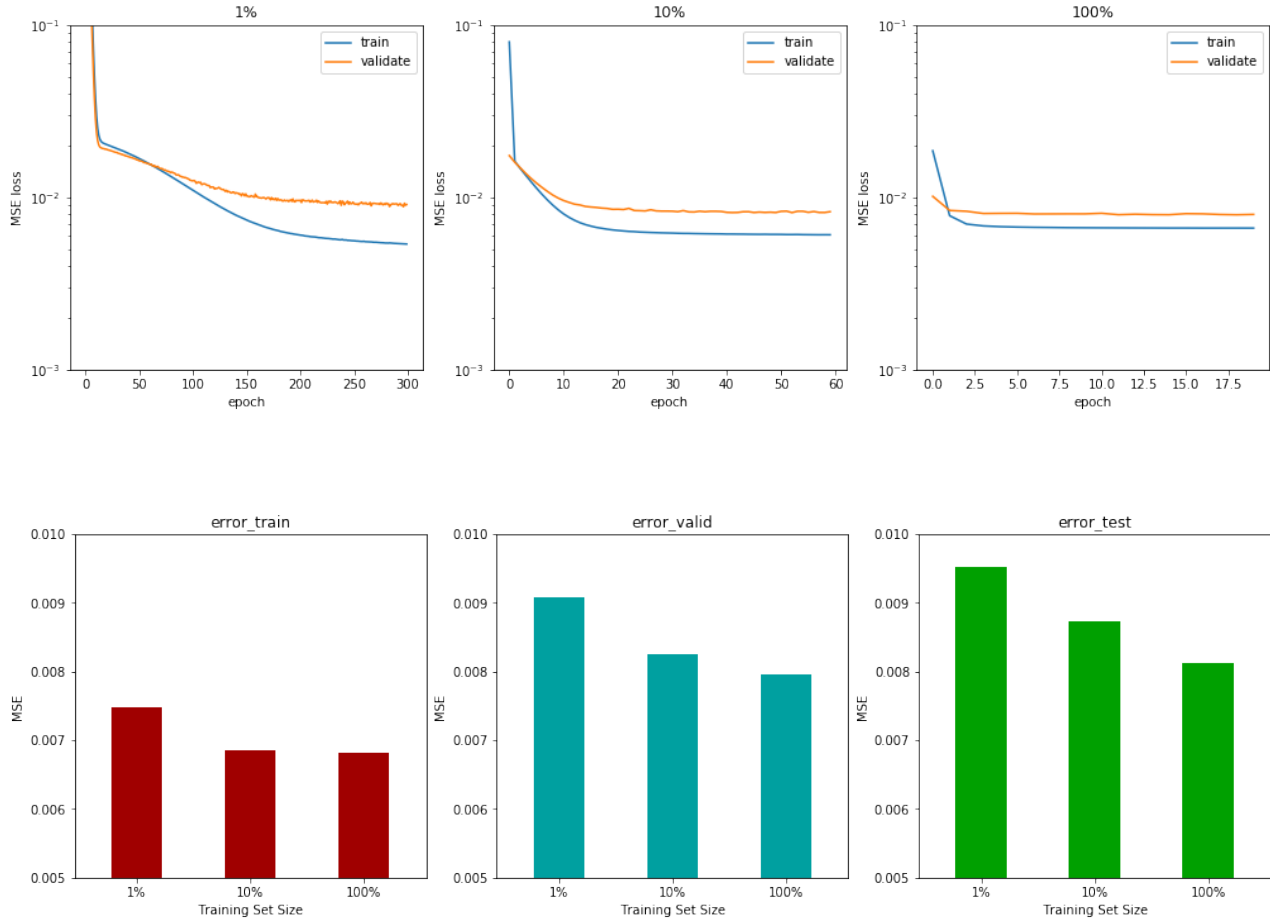 1%
10⁻¹
10⁻²
10⁻³
MSE loss
train
validate
0 50 100 150 200 250 300
epoch
10%
10⁻¹
10⁻²
10⁻³
MSE loss
train
validate
0 10 20 30 40 50 60
epoch
100%
10⁻¹
10⁻²
10⁻³
MSE loss
train
validate
0.0 2.5 5.0 7.5 10.0 12.5 15.0 17.5
epoch
error_train
0.010
0.009
0.008
0.007
0.006
0.005
MSE
1% 10% 100%
Training Set Size
error_valid
0.010
0.009
0.008
0.007
0.006
0.005
MSE
1% 10% 100%
Training Set Size
error_test
0.010
0.009
0.008
0.007
0.006
0.005
MSE
1% 10% 100%
Training Set Size